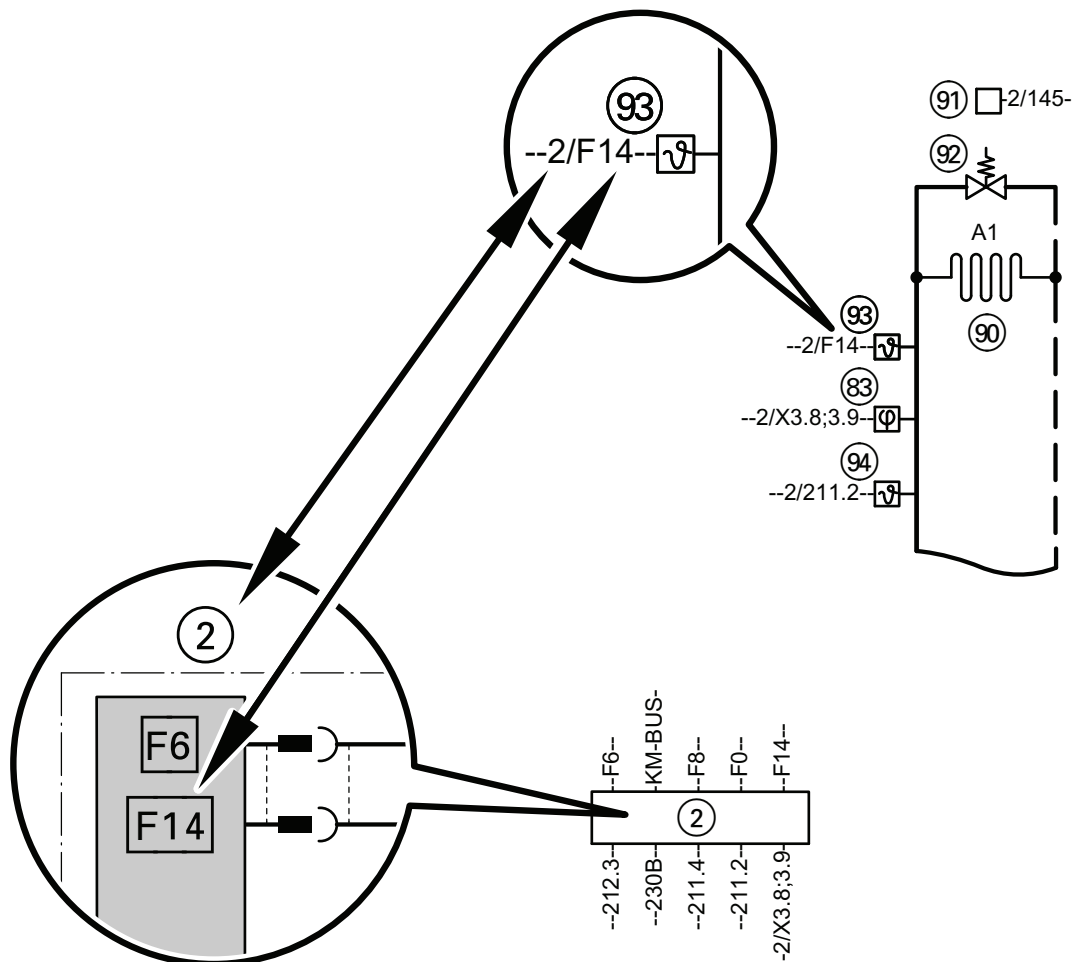 93
--2/F14--
91 -2/145-
92
A1
90
93
--2/F14--
83
--2/X3.8;3.9--
94
--2/211.2--
2
F6
F14
--F6--
-KM-BUS-
--F8--
--F0--
--F14--
2
--212.3--
--230B--
--211.4--
--211.2--
-2/X3.8;3.9-